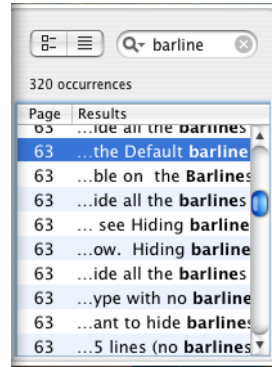 barline
320 occurrences
Page Results
63 ...ide all the barlines
63 ...the Default barline
63 ...ble on the Barlines
63 ...ide all the barlines
63 ... see Hiding barline
63 ...ow. Hiding barline
63 ...ide all the barlines
63 ...ype with no barline
63 ...ant to hide barlines
63 ...5 lines (no barlines